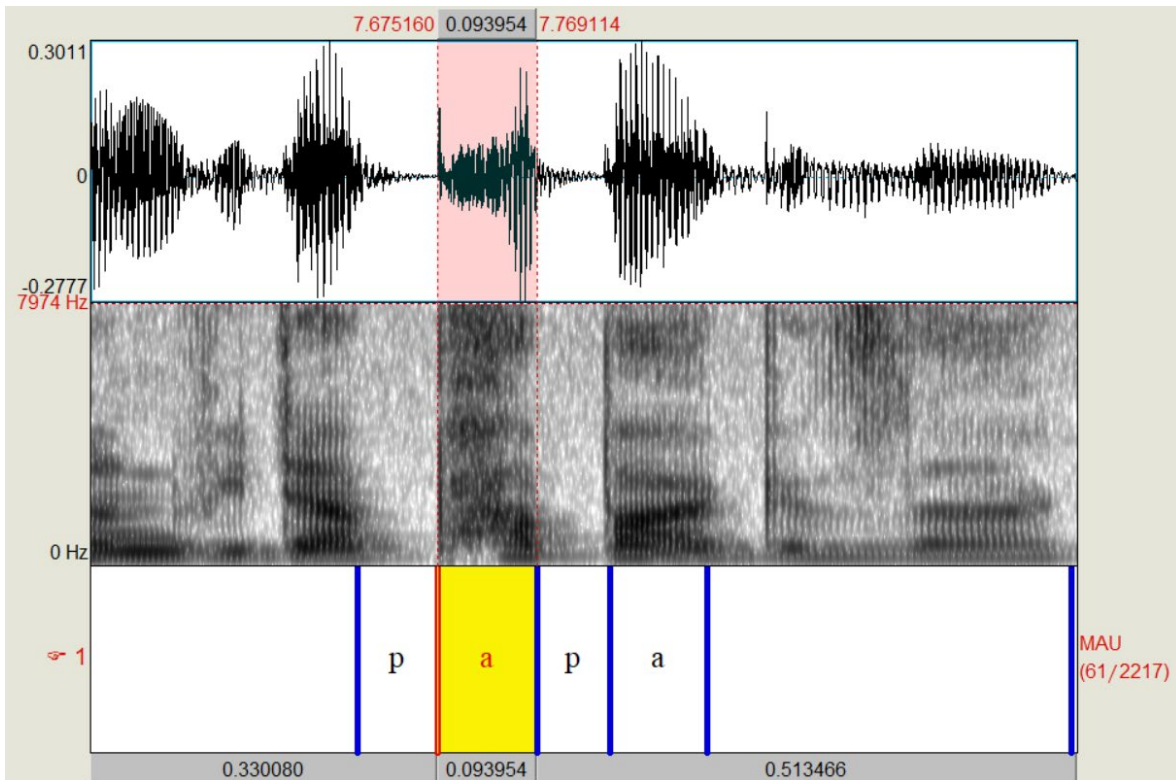 7.675160 0.093954 7.769114
0.3011
0
-0.2777
7974 Hz
0 Hz
☞ 1 p a p a MAU
(61/2217)
0.330080 0.093954 0.513466